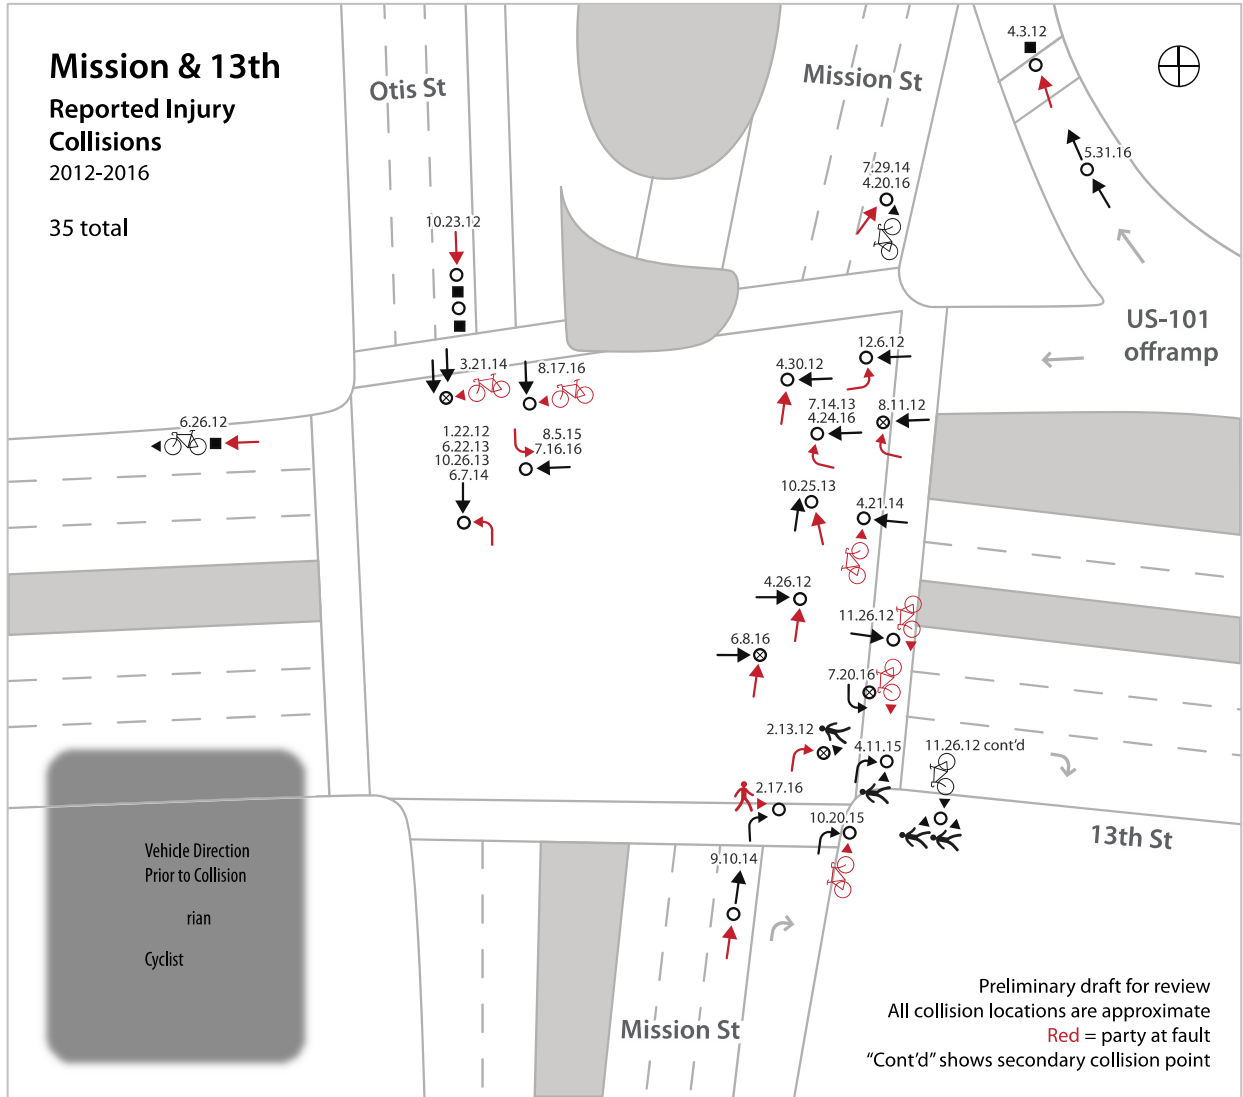 Mission & 13th
Reported Injury
Collisions
2012-2016
35 total
Otis St
Mission St
4.3.12
5.31.16
7.29.14
4.20.16
10.23.12
US-101
offramp
12.6.12
3.21.14
8.17.16
4.30.12
6.26.12
7.14.13
4.24.16
8.11.12
1.22.12
6.22.13
10.26.13
6.7.14
8.5.15
7.16.16
10.25.13
4.21.14
4.26.12
11.26.12
6.8.16
7.20.16
2.13.12
4.11.15
11.26.12 cont'd
2.17.16
10.20.15
13th St
9.10.14
Vehicle Direction
Prior to Collision
rian
Cyclist
Mission St
Preliminary draft for review
All collision locations are approximate
Red = party at fault
“Cont’d” shows secondary collision point